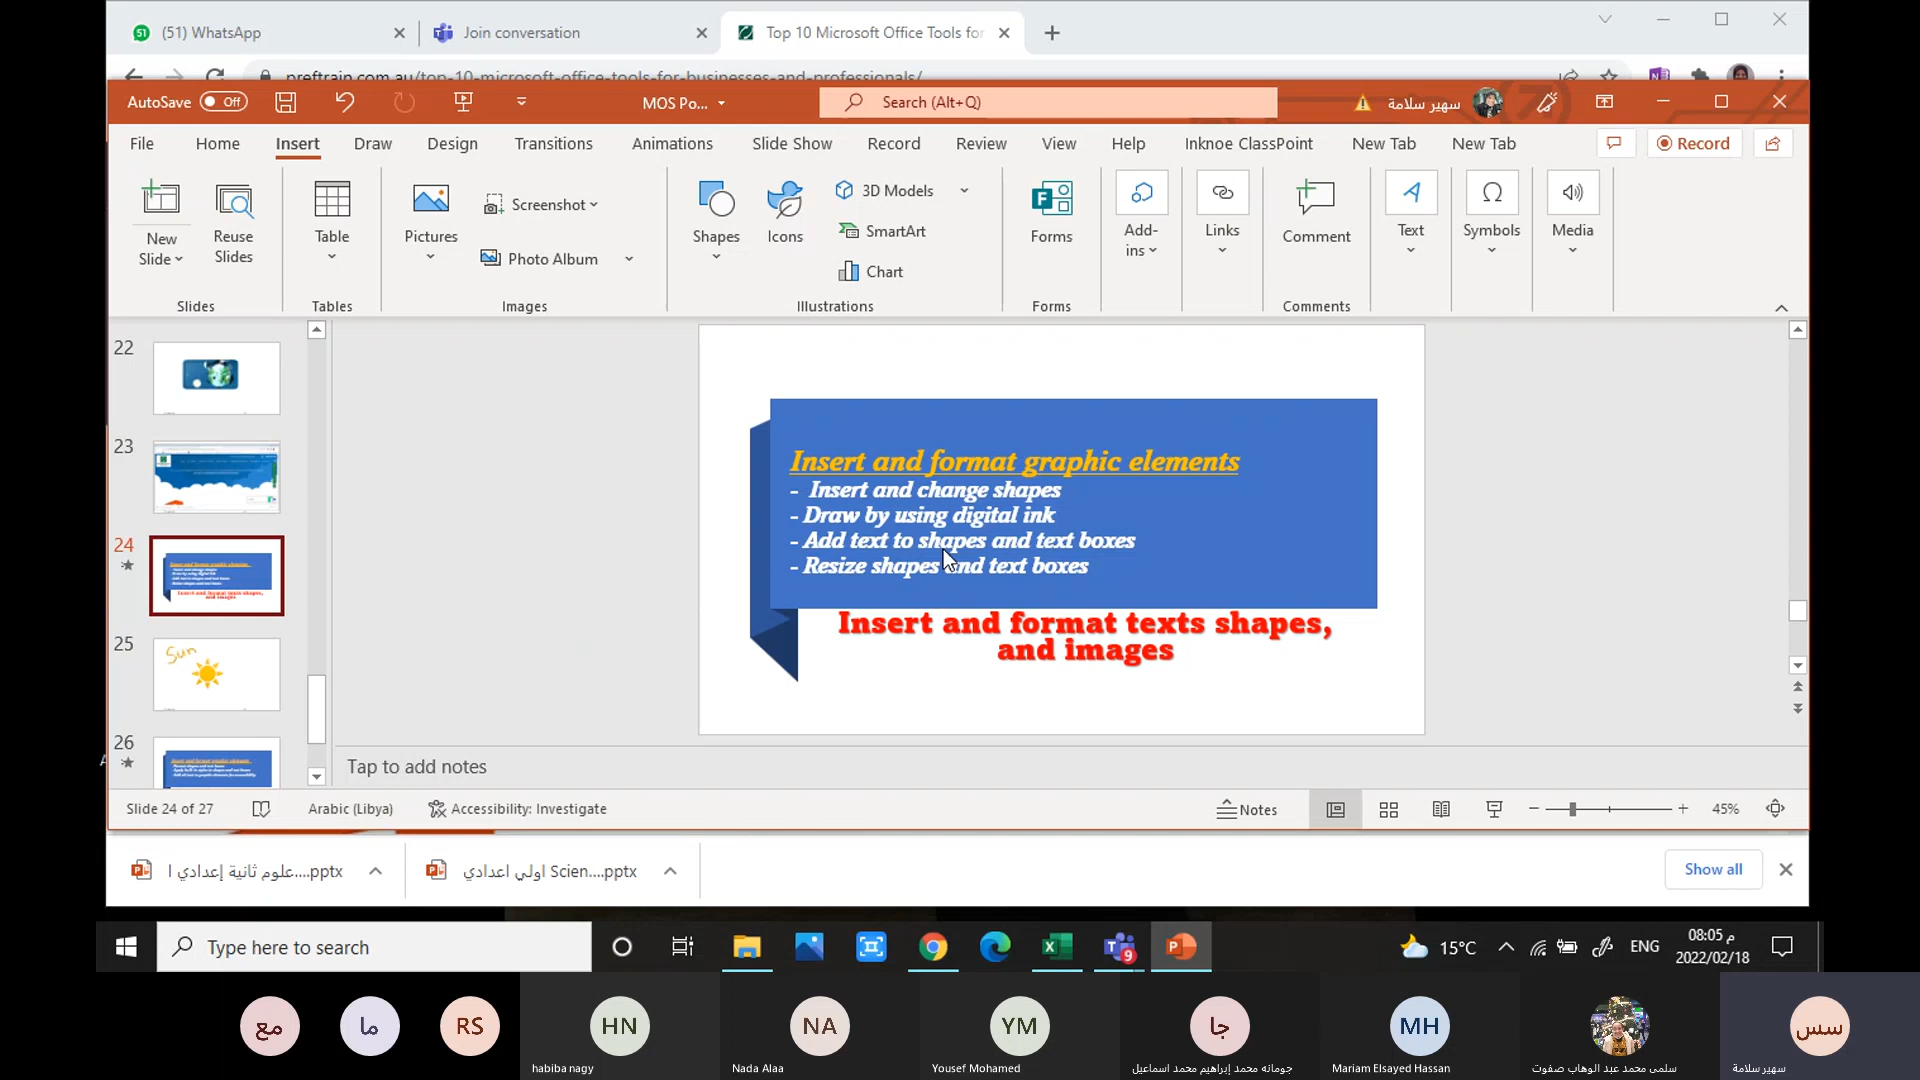 (51) WhatsApp
Join conversation
Top 10 Microsoft Office Tools for
preftrain.com.au/top-10-microsoft-office-tools-for-businesses-and-professionals/
AutoSave Off
MOS Po...
Search (Alt+Q)
سهير سلامة
File Home Insert Draw Design Transitions Animations Slide Show Record Review View Help Inknoe ClassPoint New Tab New Tab Record
New Slide
Reuse Slides
Slides
Table
Tables
Pictures
Screenshot
Photo Album
Images
Shapes
Icons
3D Models
SmartArt
Chart
Illustrations
Forms
Forms
Add-ins
Links
Comment
Comments
Text
Symbols
Media
22
23
24
25
Sun
26
Insert and format graphic elements
- Insert and change shapes
- Draw by using digital ink
- Add text to shapes and text boxes
- Resize shapes and text boxes
Insert and format texts shapes,
and images
Tap to add notes
Slide 24 of 27
Arabic (Libya)
Accessibility: Investigate
Notes
45%
علوم ثانية إعدادي ا....pptx
اولي اعدادي Scien....pptx
Show all
Type here to search
9
15°C
ENG
08:05 م
2022/02/18
مع
ما
RS
HN
habiba nagy
NA
Nada Alaa
YM
Yousef Mohamed
جا
جومانه محمد إبراهيم محمد اسماعيل
MH
Mariam Elsayed Hassan
سلمى محمد عبد الوهاب صفوت
سس
سهير سلامة